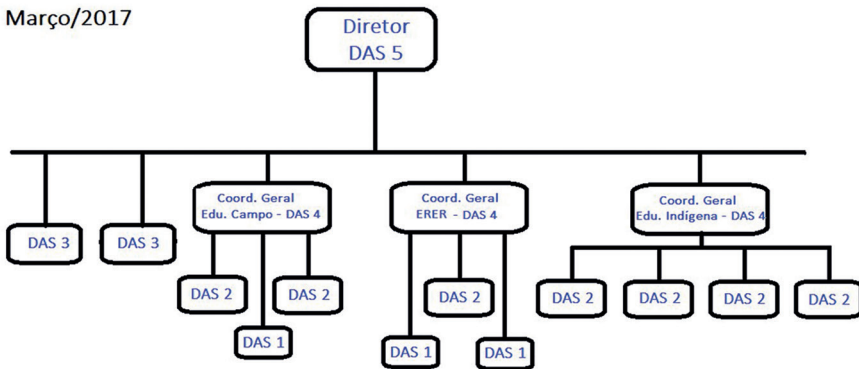 Março/2017
Diretor
DAS 5
Coord. Geral
Edu. Campo - DAS 4
Coord. Geral
ERER - DAS 4
Coord. Geral
Edu. Indígena - DAS 4
DAS 3
DAS 3
DAS 2
DAS 2
DAS 1
DAS 2
DAS 1
DAS 1
DAS 2
DAS 2
DAS 2
DAS 2